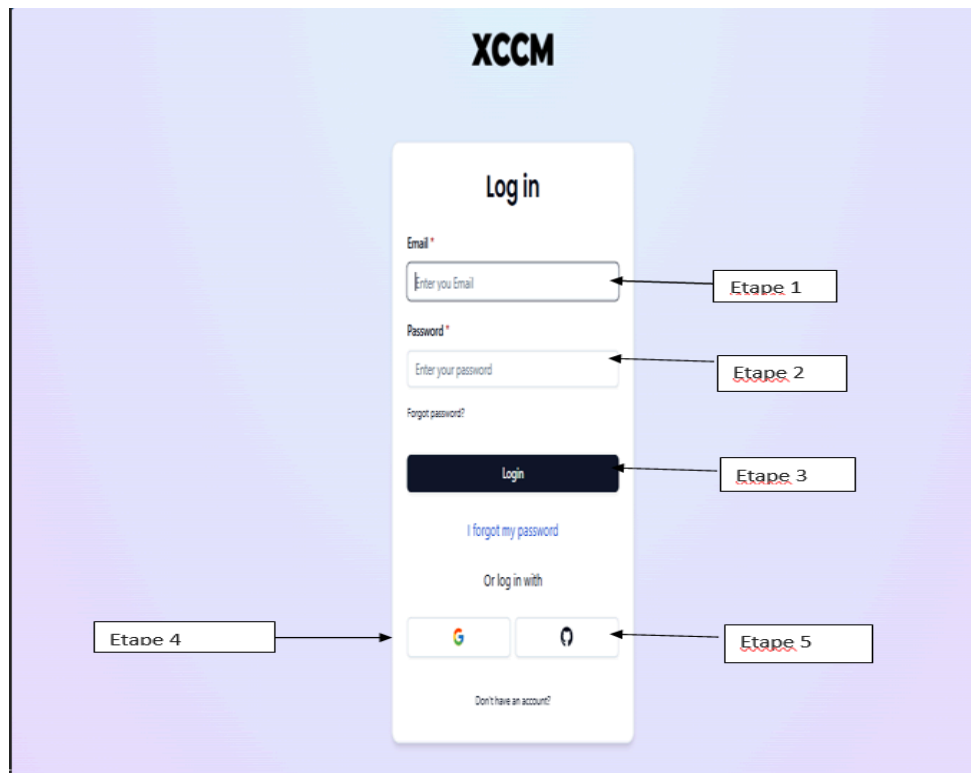 XCCM
Log in
Email *
Enter you Email
Etape 1
Password *
Enter your password
Etape 2
Forgot password?
Login
Etape 3
I forgot my password
Or log in with
Etape 4
Etape 5
Don't have an account?